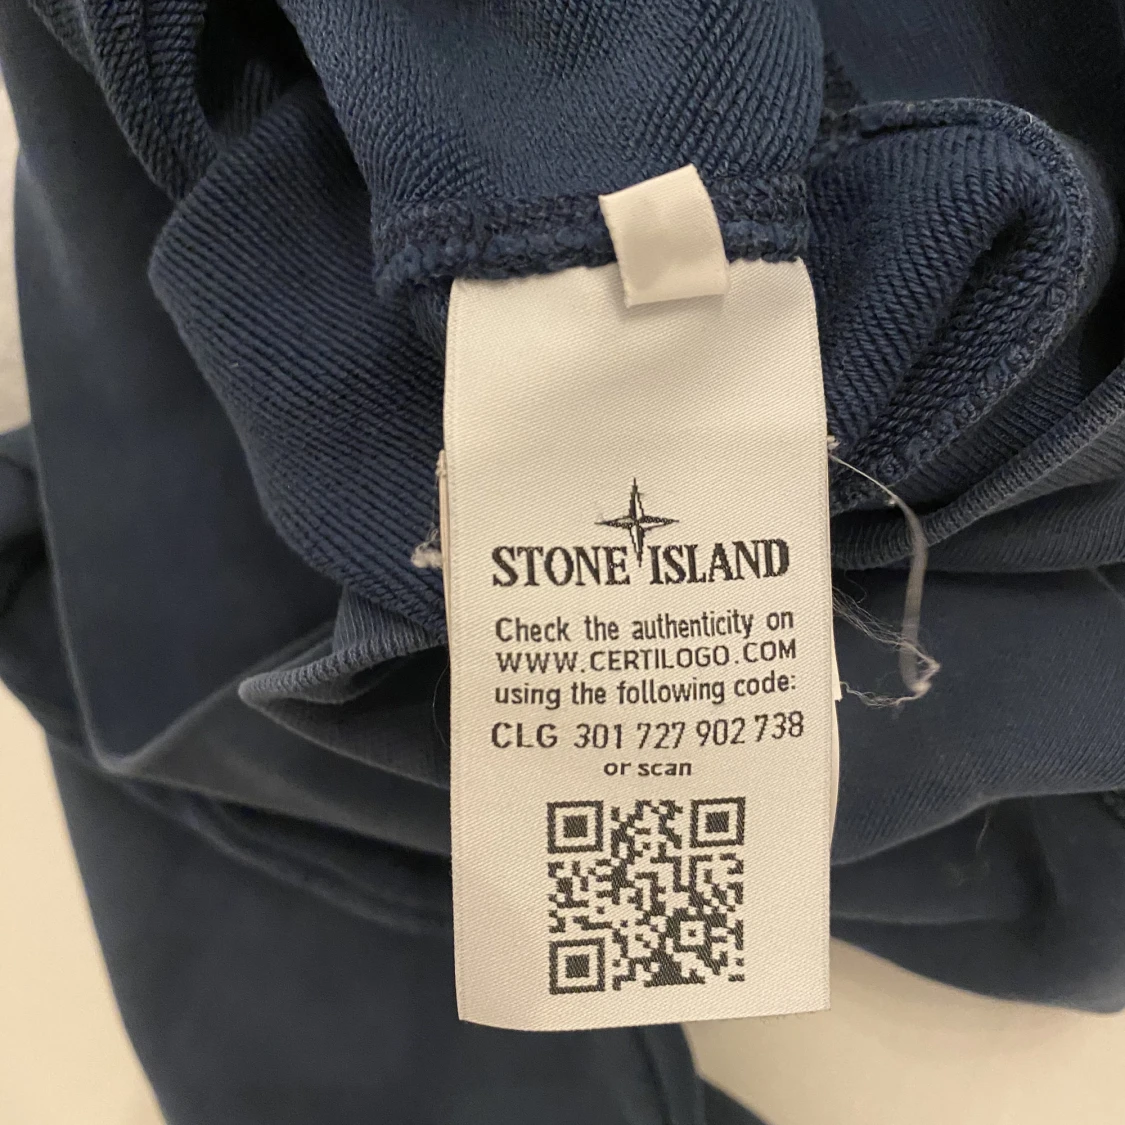 STONE ISLAND
Check the authenticity on
WWW.CERTILOGO.COM
using the following code:
CLG 301 727 902 738
or scan